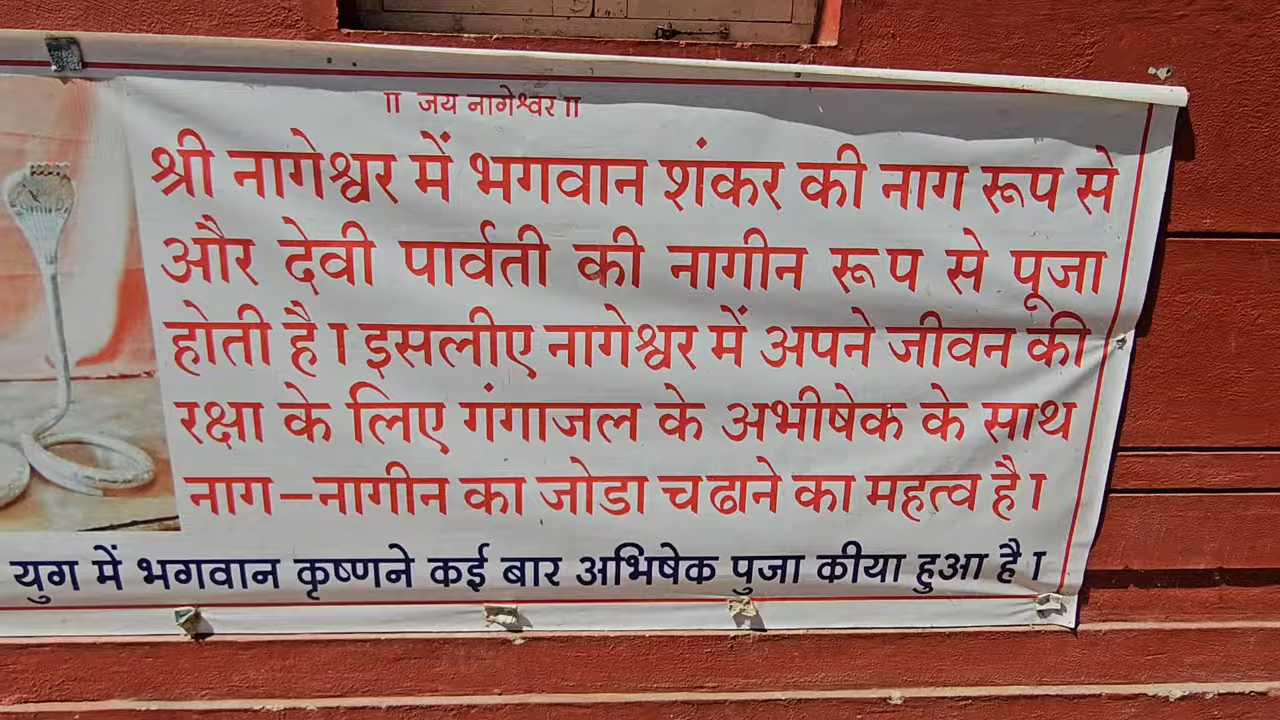 ॥ जय नागेश्वर ॥
श्री नागेश्वर में भगवान शंकर की नाग रूप से
और देवी पार्वती की नागीन रूप से पूजा
होती है। इसलीए नागेश्वर में अपने जीवन की
रक्षा के लिए गंगाजल के अभीषेक के साथ
नाग–नागीन का जोडा चढाने का महत्व है।
युग में भगवान कृष्णने कई बार अभिषेक पुजा कीया हुआ है।